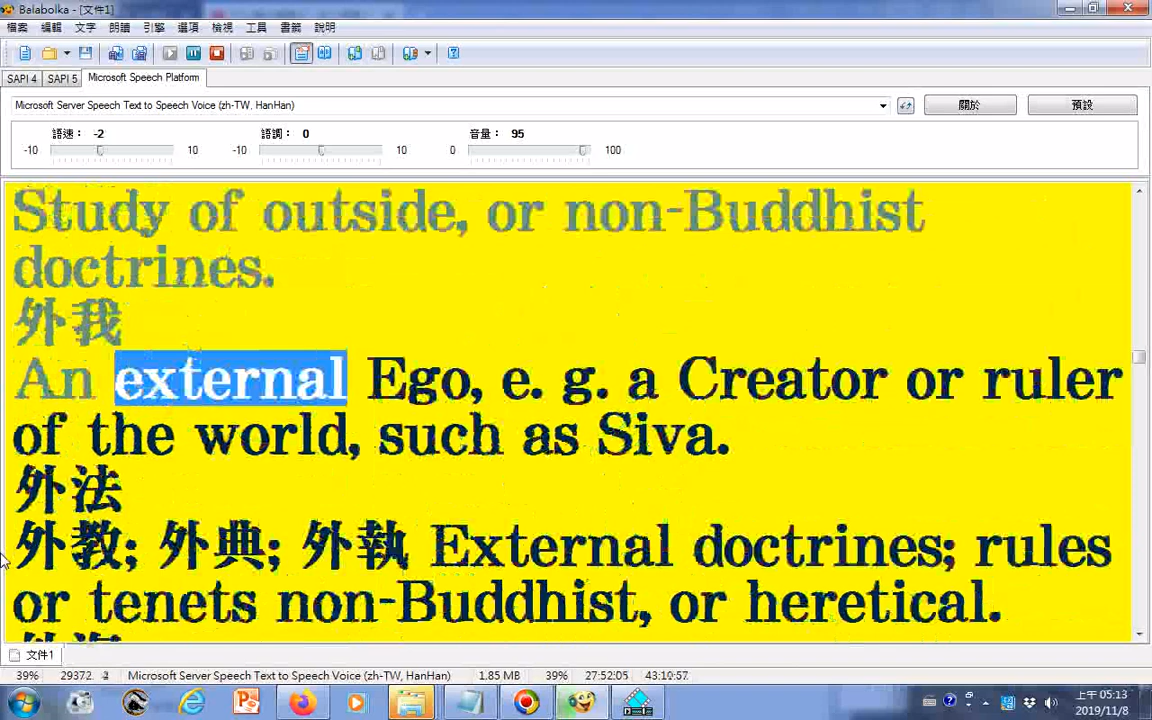 Balabolka - [文件1]
檔案 編輯 文字 朗讀 引擎 選項 檢視 工具 書籤 說明
SAPI 4 SAPI 5 Microsoft Speech Platform
Microsoft Server Speech Text to Speech Voice (zh-TW, HanHan) 關於 預設
語速： -2 語調： 0 音量： 95
-10 10 -10 10 0 100
Study of outside, or non-Buddhist
doctrines.
外我
An external Ego, e. g. a Creator or ruler
of the world, such as Siva.
外法
外教; 外典; 外執 External doctrines; rules
or tenets non-Buddhist, or heretical.
文件1
39% Microsoft Server Speech Text to Speech Voice (zh-TW, HanHan) 1.85 MB 39% 27:52:05 43:10:57
上午 05:13
2019/11/8